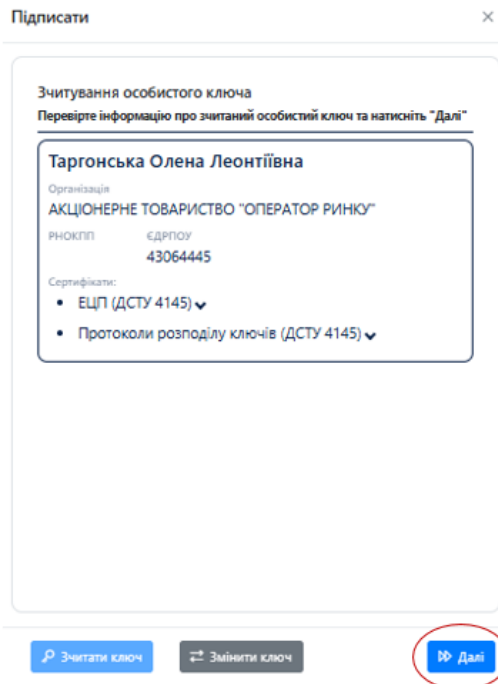 Підписати
Зчитування особистого ключа
Перевірте інформацію про зчитаний особистий ключ та натисніть "Далі"
Таргонська Олена Леонтіївна
Організація
АКЦІОНЕРНЕ ТОВАРИСТВО "ОПЕРАТОР РИНКУ"
РНОКПП ЄДРПОУ
43064445
Сертифікати:
• ЕЦП (ДСТУ 4145)
• Протоколи розподілу ключів (ДСТУ 4145)
Зчитати ключ Змінити ключ Далі